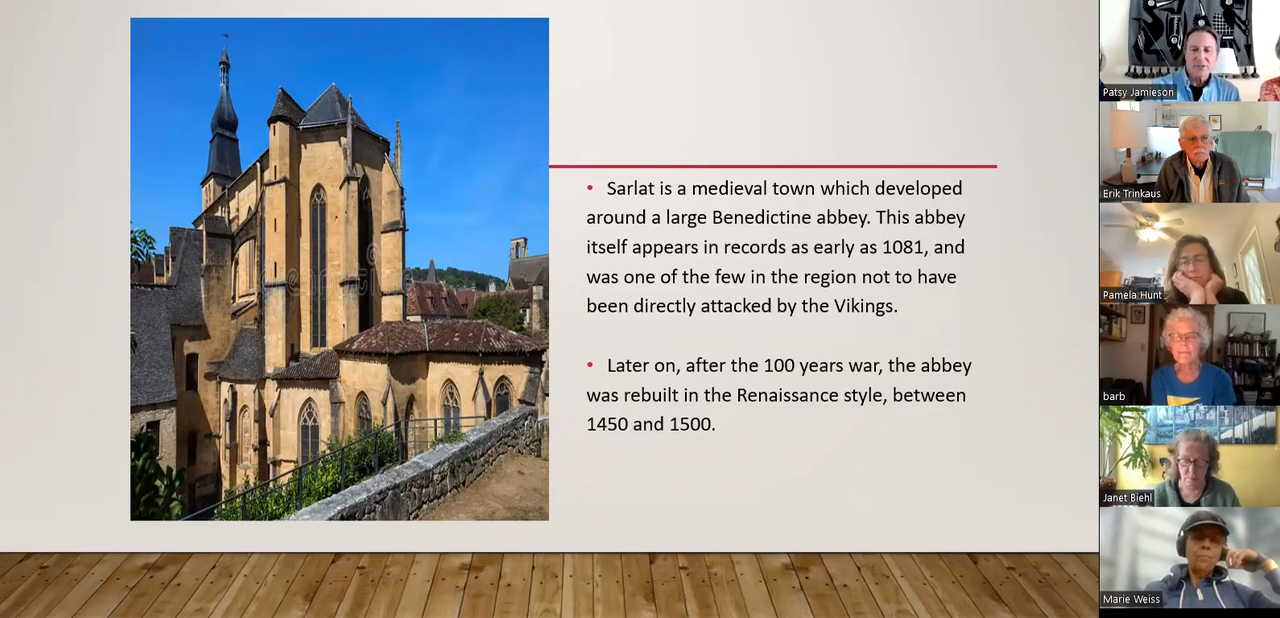 • Sarlat is a medieval town which developed
around a large Benedictine abbey. This abbey
itself appears in records as early as 1081, and
was one of the few in the region not to have
been directly attacked by the Vikings.
• Later on, after the 100 years war, the abbey
was rebuilt in the Renaissance style, between
1450 and 1500.
Patsy Jamieson
Erik Trinkaus
Pamela Hunt
barb
Janet Biehl
Marie Weiss